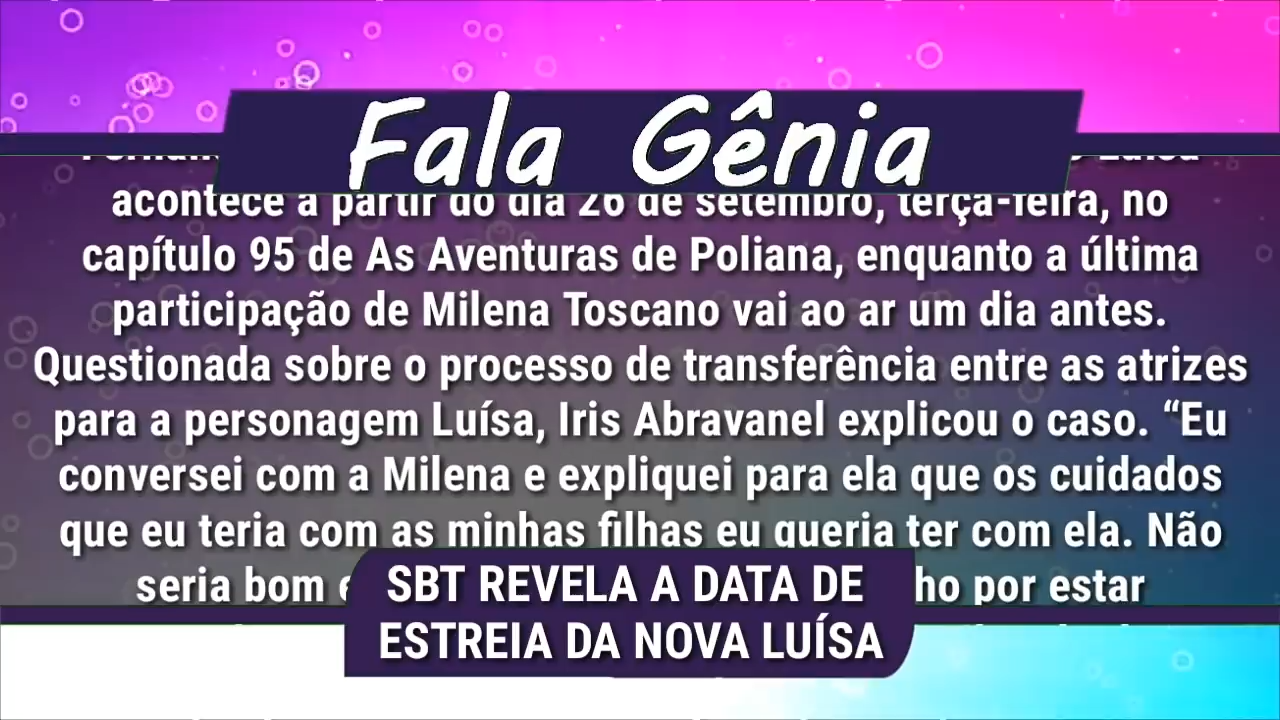 Fala Gênia
acontece a partir do dia 26 de setembro, terça-feira, no
capítulo 95 de As Aventuras de Poliana, enquanto a última
participação de Milena Toscano vai ao ar um dia antes.
Questionada sobre o processo de transferência entre as atrizes
para a personagem Luísa, Iris Abravanel explicou o caso. “Eu
conversei com a Milena e expliquei para ela que os cuidados
que eu teria com as minhas filhas eu queria ter com ela. Não
seria bom por estar
SBT REVELA A DATA DE
ESTREIA DA NOVA LUÍSA